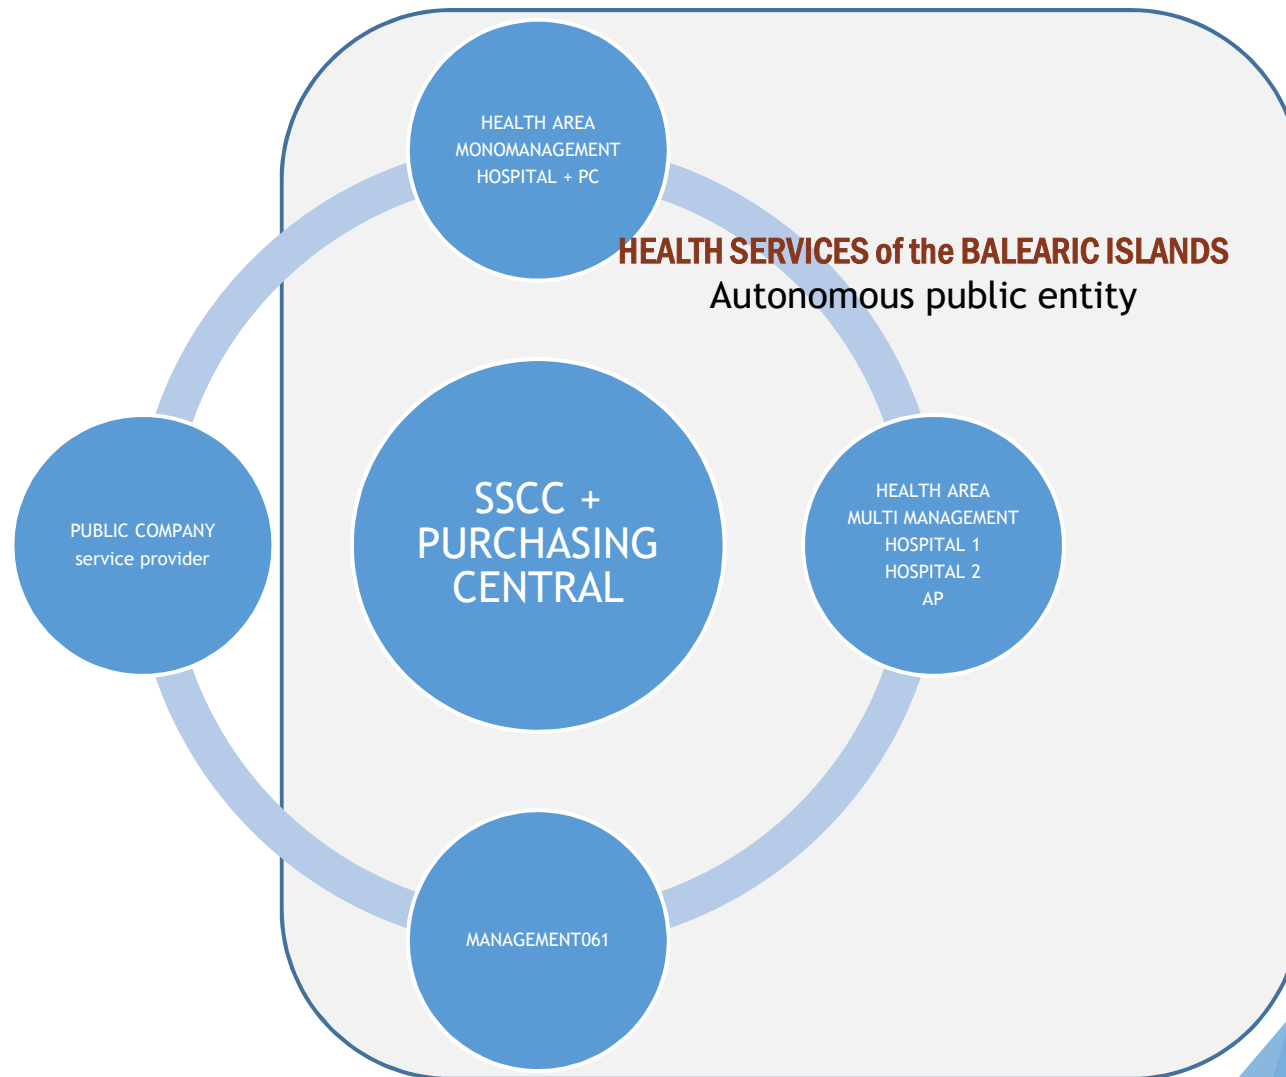 HEALTH AREA
MONOMANAGEMENT
HOSPITAL + PC
HEALTH SERVICES of the BALEARIC ISLANDS
Autonomous public entity
PUBLIC COMPANY
service provider
SSCC +
PURCHASING
CENTRAL
HEALTH AREA
MULTI MANAGEMENT
HOSPITAL 1
HOSPITAL 2
AP
MANAGEMENT061